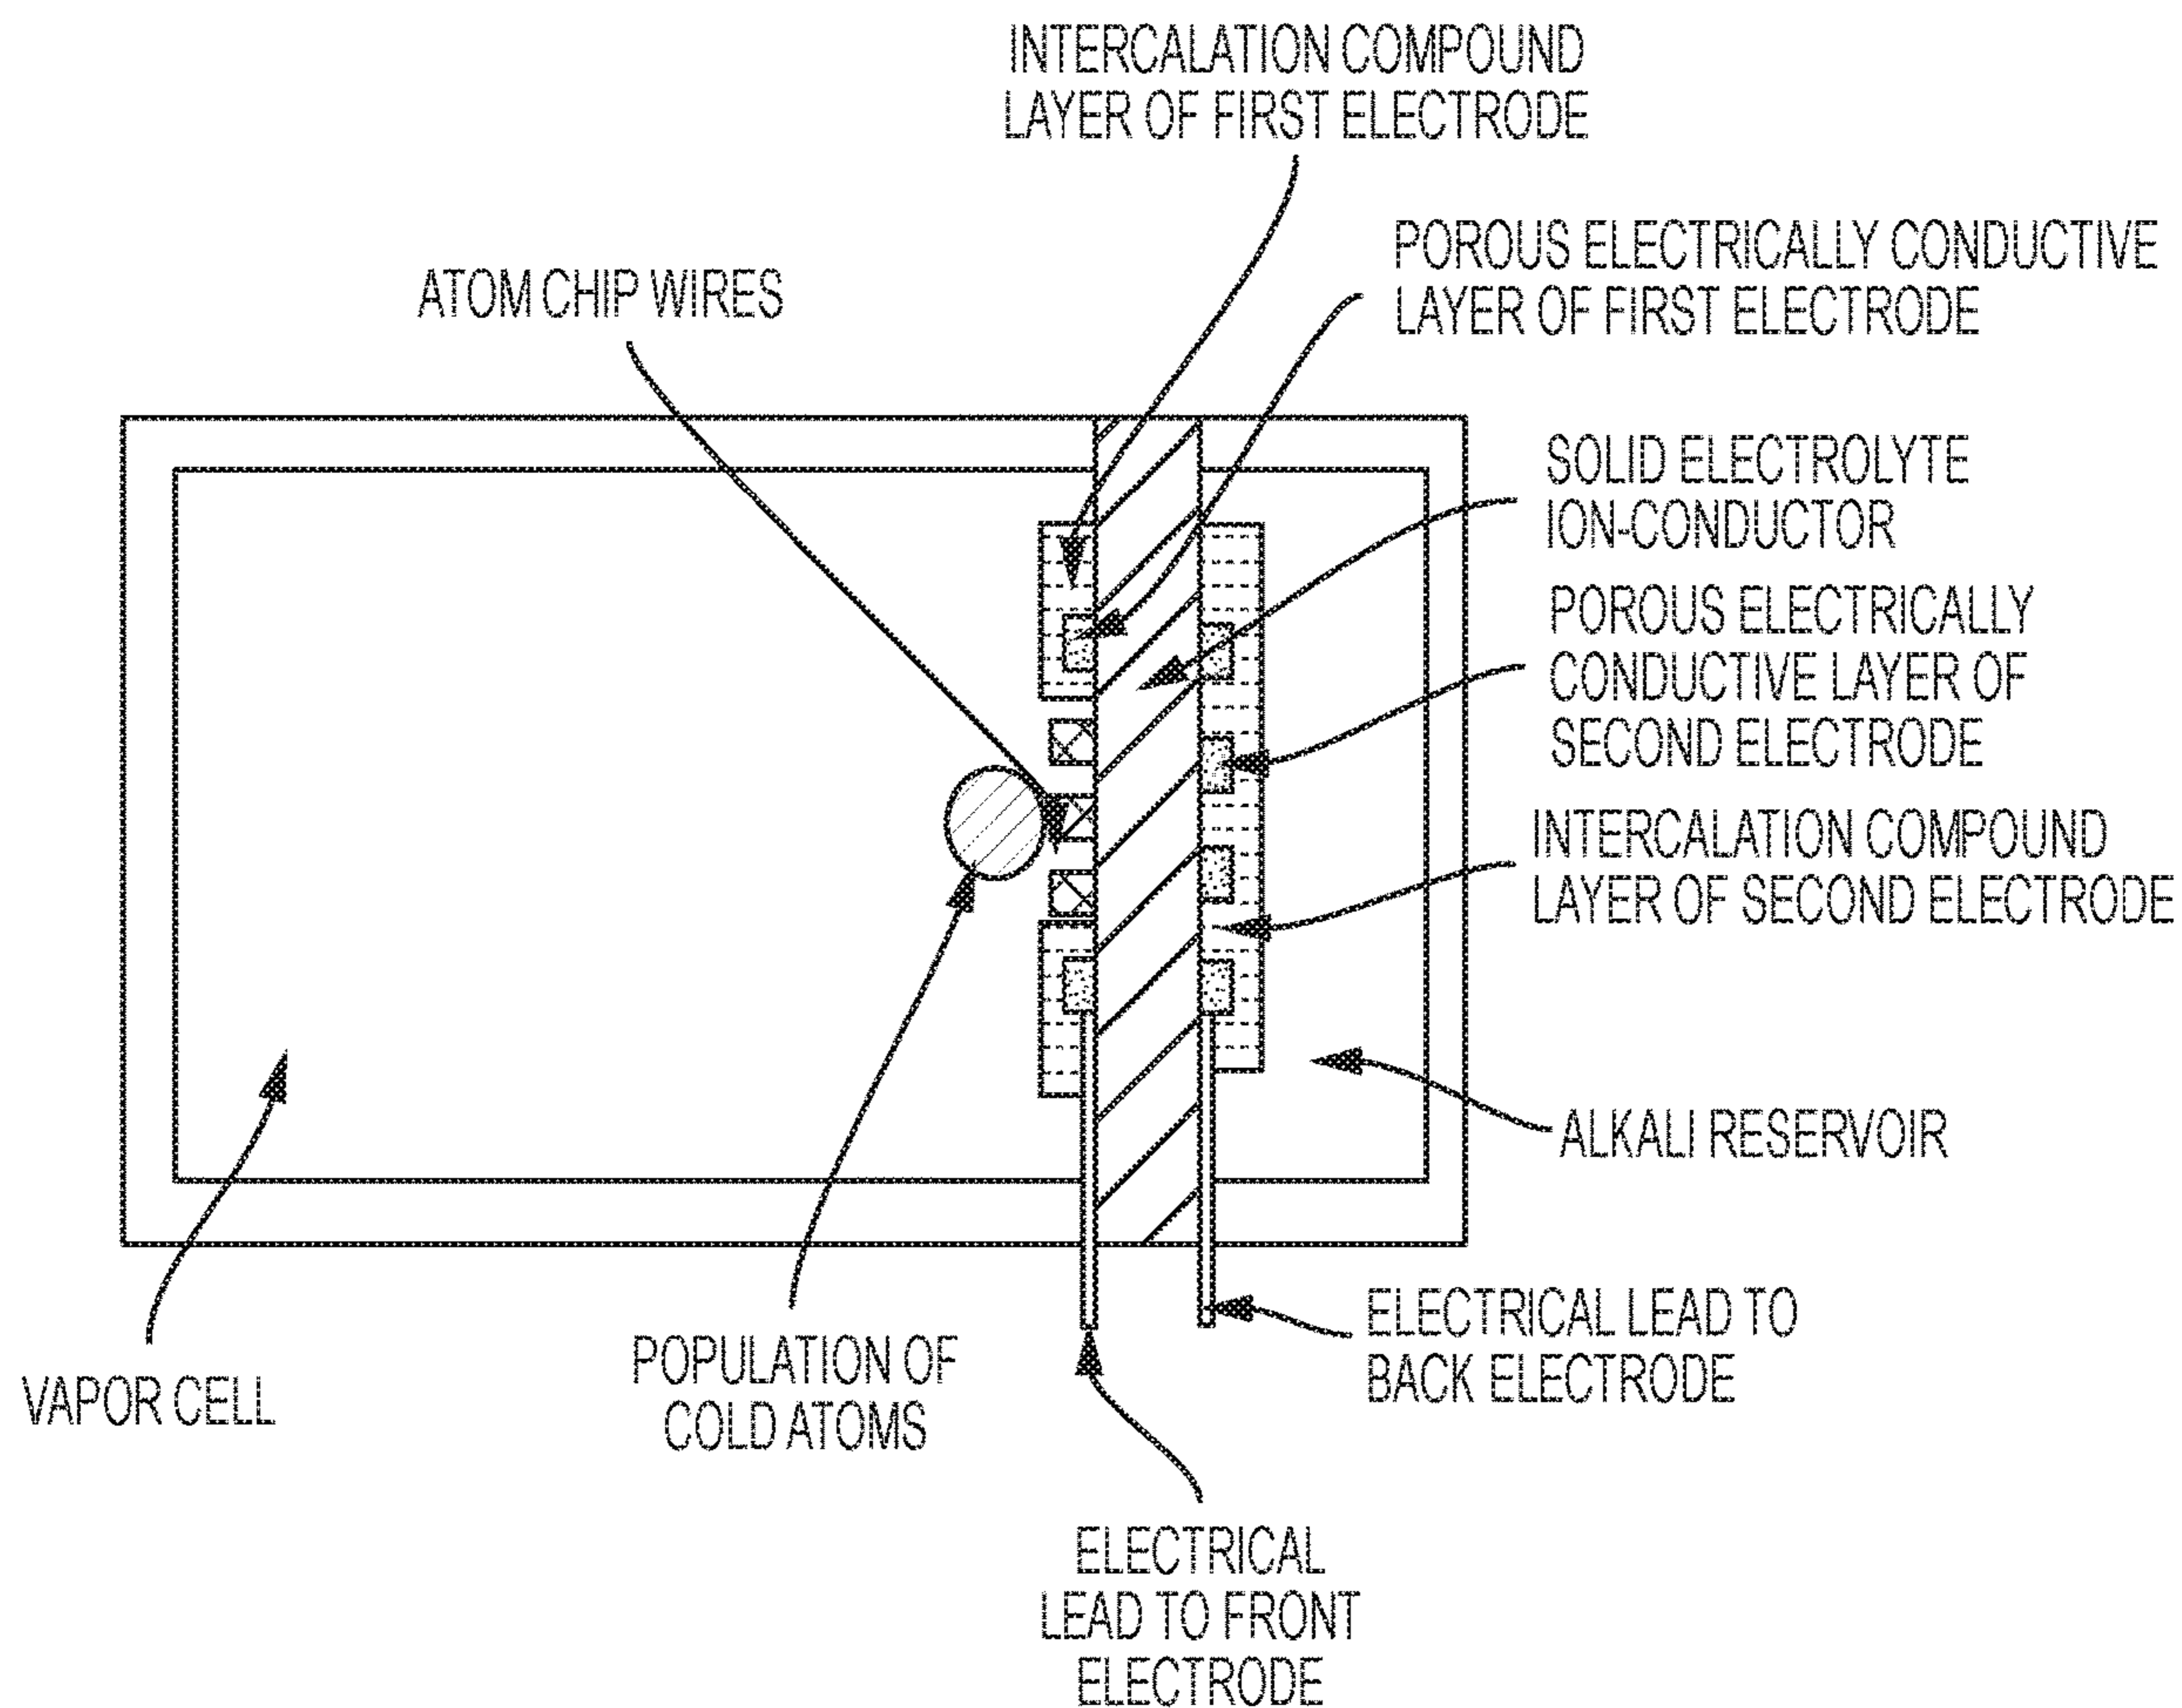 INTERCALATION COMPOUND
LAYER OF FIRST ELECTRODE
POROUS ELECTRICALLY CONDUCTIVE
LAYER OF FIRST ELECTRODE
ATOM CHIP WIRES
SOLID ELECTROLYTE
ION-CONDUCTOR
POROUS ELECTRICALLY
CONDUCTIVE LAYER OF
SECOND ELECTRODE
INTERCALATION COMPOUND
LAYER OF SECOND ELECTRODE
ALKALI RESERVOIR
ELECTRICAL LEAD TO
BACK ELECTRODE
POPULATION OF
COLD ATOMS
VAPOR CELL
ELECTRICAL
LEAD TO FRONT
ELECTRODE